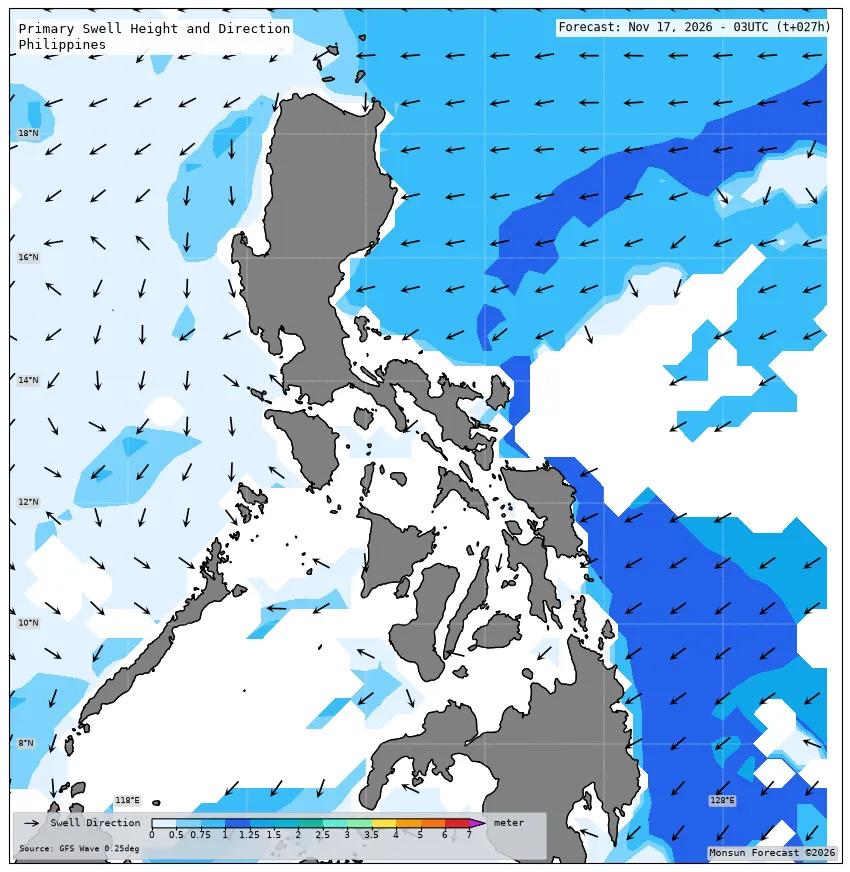 Primary Swell Height and Direction
Philippines
Forecast: Nov 17, 2026 - 03UTC (t+027h)
18°N
16°N
14°N
12°N
10°N
8°N
118°E
128°E
Swell Direction
0 0.5 0.75 1 1.25 1.5 2 2.5 3 3.5 4 5 6 7
meter
Source: GFS Wave 0.25deg
Monsun Forecast ©2026